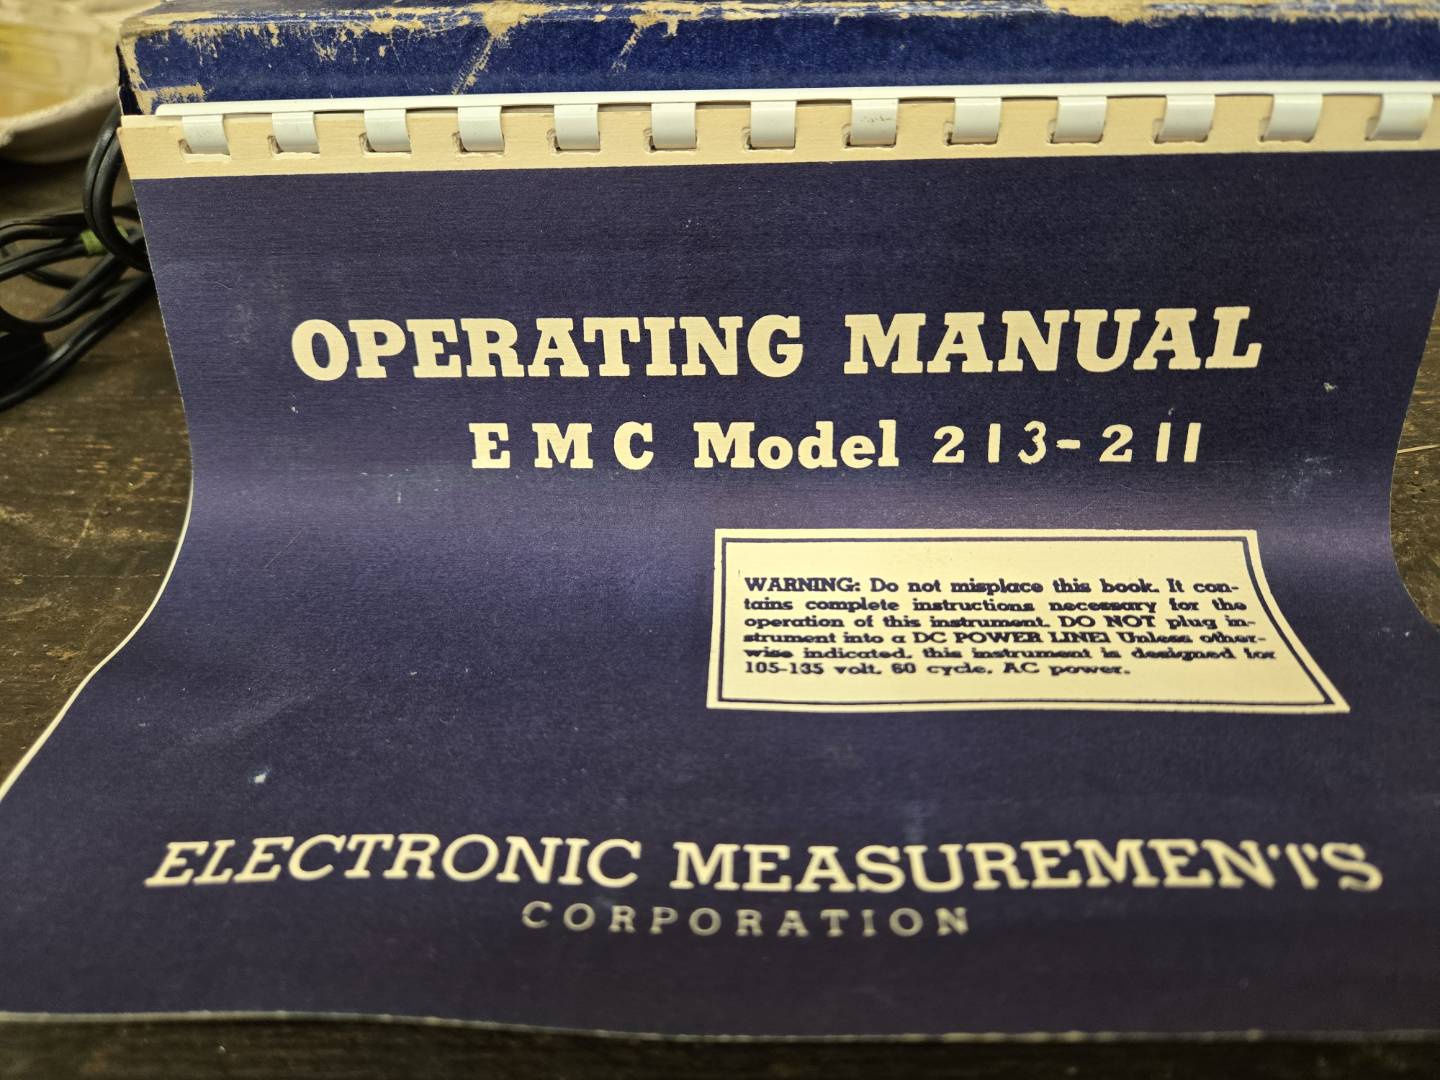 OPERATING MANUAL
EMC Model 213-211
WARNING: Do not misplace this book. It con-
tains complete instructions necessary for the
operation of this instrument. DO NOT plug in-
strument into a DC POWER LINE! Unless other-
wise indicated, this instrument is designed for
105-135 volt, 60 cycle, AC power.
ELECTRONIC MEASUREMENTS
CORPORATION